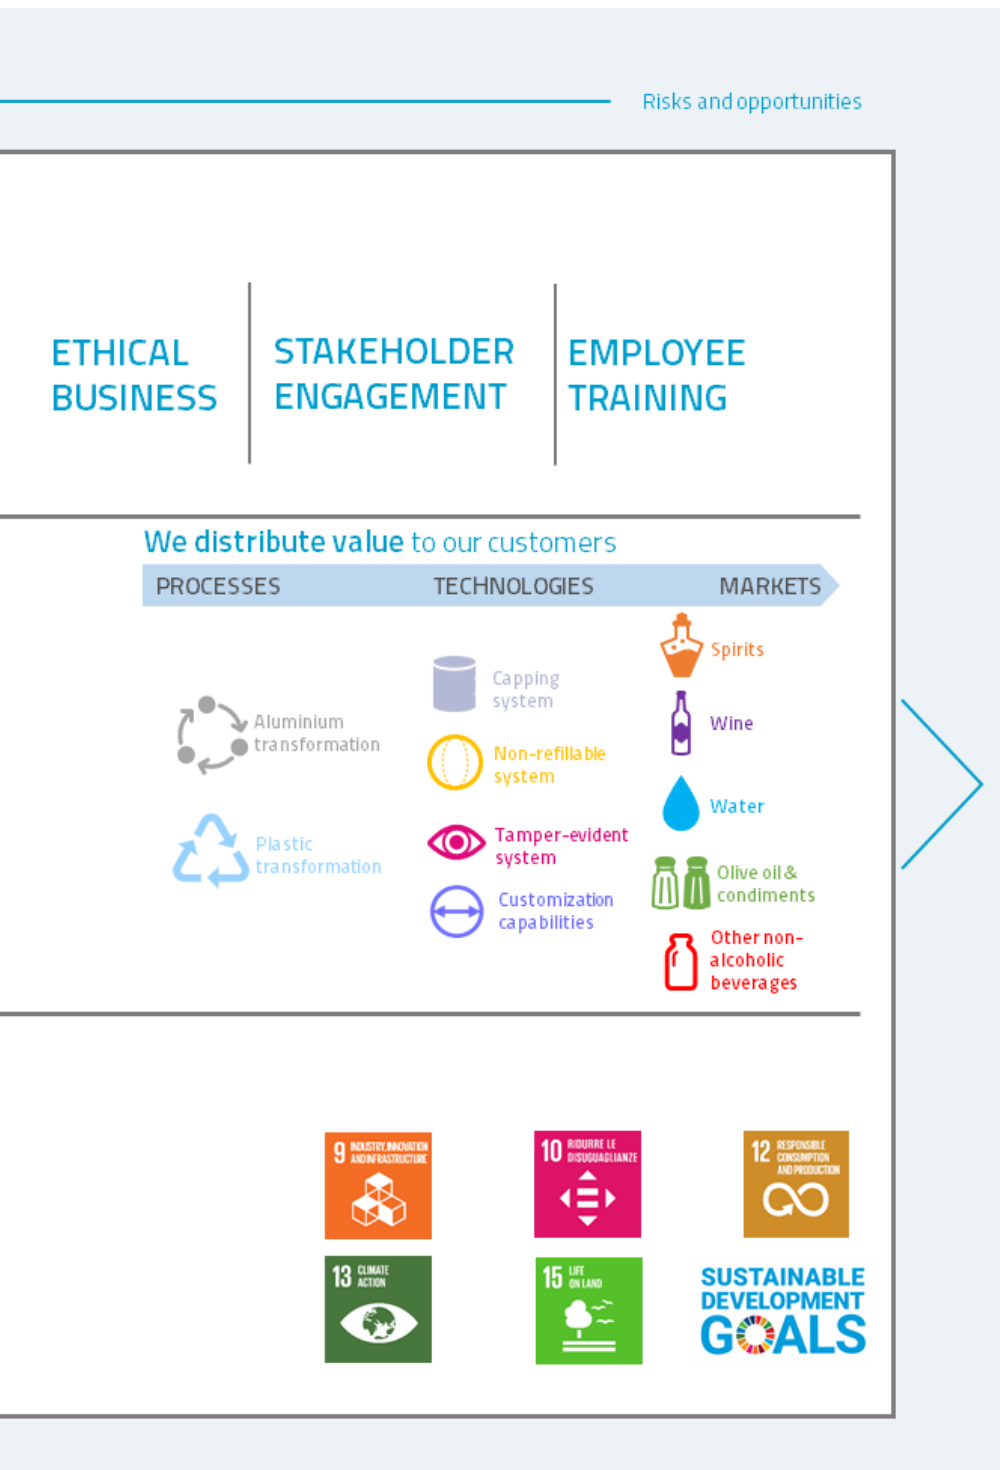 Risks and opportunities
ETHICAL
BUSINESS
STAKEHOLDER
ENGAGEMENT
EMPLOYEE
TRAINING
We distribute value to our customers
PROCESSES
TECHNOLOGIES
MARKETS
Aluminium
transformation
Plastic
transformation
Capping
system
Non-refillable
system
Tamper-evident
system
Customization
capabilities
Spirits
Wine
Water
Olive oil &
condiments
Other non-
alcoholic
beverages
9 INDUSTRY, INNOVATION
AND INFRASTRUCTURE
10 RIDURRE LE
DISUGUAGLIANZE
12 RESPONSIBLE
CONSUMPTION
AND PRODUCTION
13 CLIMATE
ACTION
15 LIFE
ON LAND
SUSTAINABLE
DEVELOPMENT
GOALS